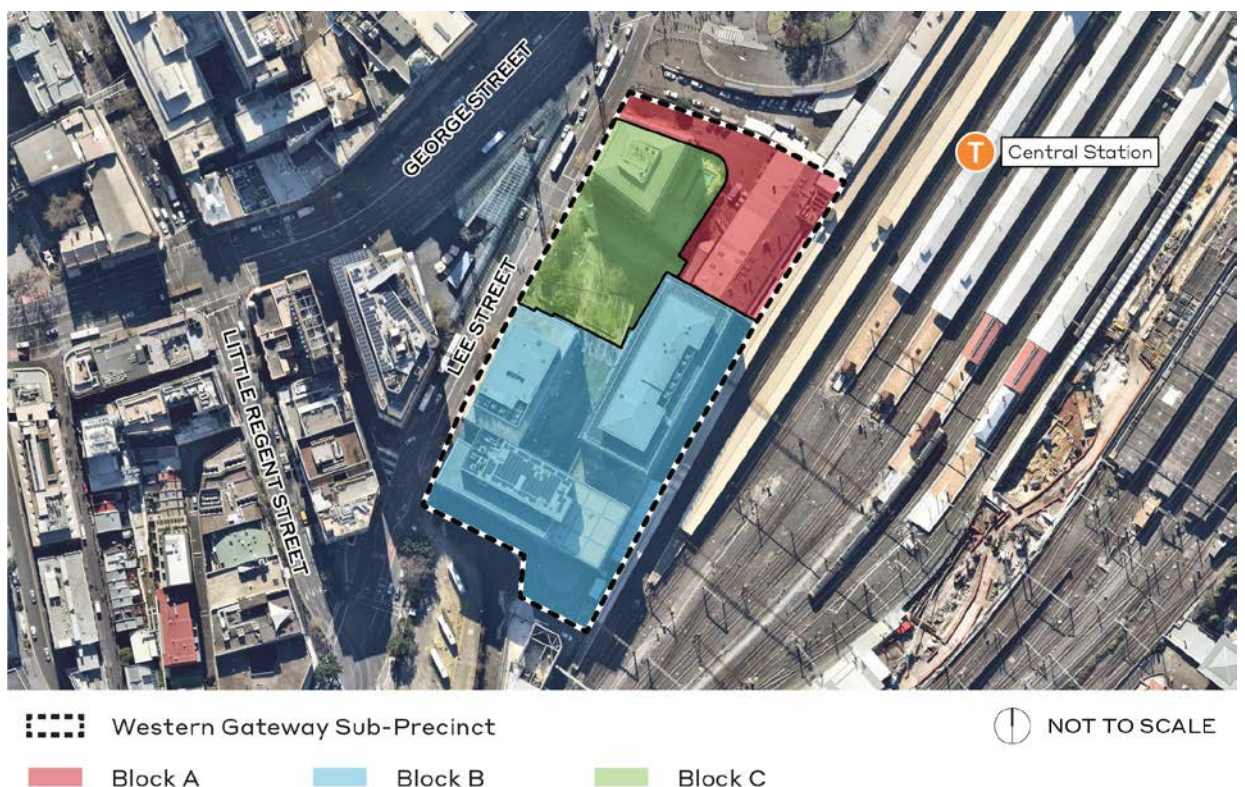 GEORGE STREET
T
Central Station
LEE STREET
LITTLE REGENT STREET
Western Gateway Sub-Precinct
NOT TO SCALE
Block A
Block B
Block C